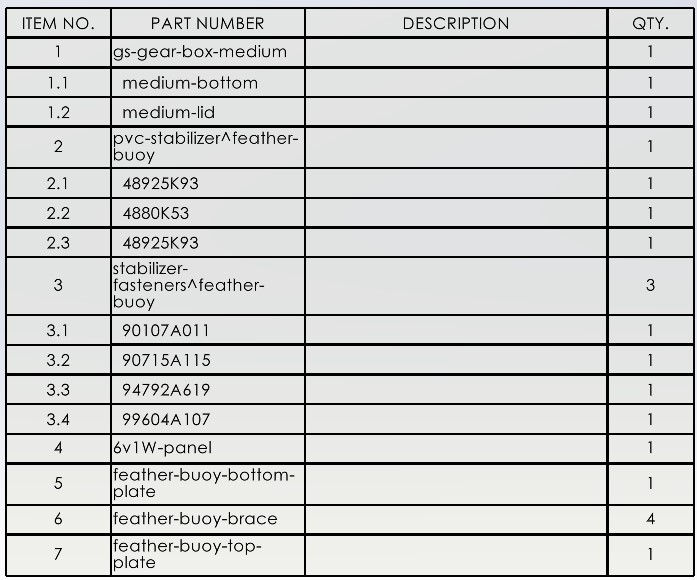 ITEM NO. PART NUMBER DESCRIPTION QTY.
1 gs-gear-box-medium 1
1.1 medium-bottom 1
1.2 medium-lid 1
2 pvc-stabilizer^feather-
buoy 1
2.1 48925K93 1
2.2 4880K53 1
2.3 48925K93 1
3 stabilizer-
fasteners^feather-
buoy 3
3.1 90107A011 1
3.2 90715A115 1
3.3 94792A619 1
3.4 99604A107 1
4 6v1W-panel 1
5 feather-buoy-bottom-
plate 1
6 feather-buoy-brace 4
7 feather-buoy-top-
plate 1